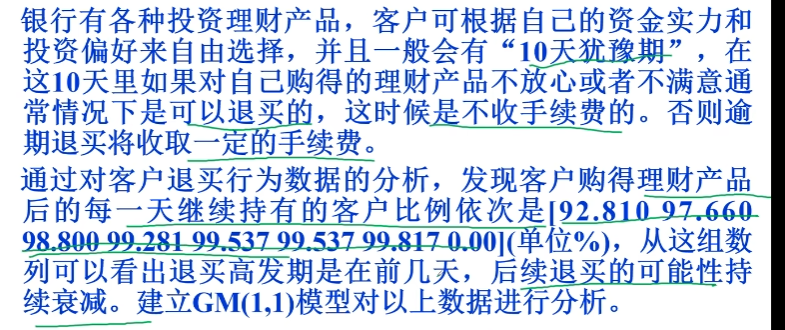 银行有各种投资理财产品，客户可根据自己的资金实力和
投资偏好来自由选择，并且一般会有“10天犹豫期”，在
这10天里如果对自己购得的理财产品不放心或者不满意通
常情况下是可以退买的，这时候是不收手续费的。否则逾
期退买将收取一定的手续费。
通过对客户退买行为数据的分析，发现客户购得理财产品
后的每一天继续持有的客户比例依次是[92.810 97.660
98.800 99.281 99.537 99.537 99.817 0.00](单位%)，从这组数
列可以看出退买高发期是在前几天，后续退买的可能性持
续衰减。建立GM(1,1)模型对以上数据进行分析。